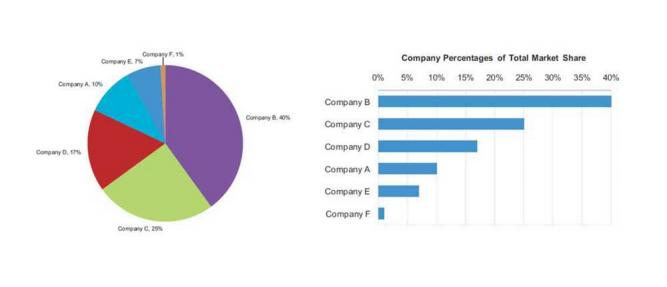 Company F, 1%
Company E, 7%
Company A, 10%
Company B, 40%
Company D, 17%
Company C, 25%
Company Percentages of Total Market Share
0% 5% 10% 15% 20% 25% 30% 35% 40%
Company B
Company C
Company D
Company A
Company E
Company F